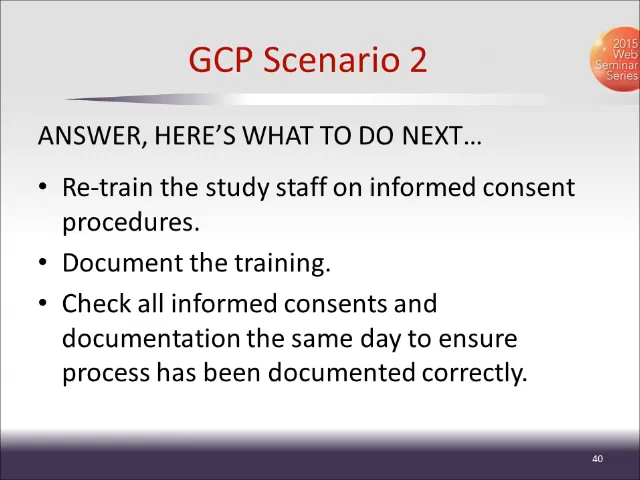 GCP Scenario 2
2015
Web
Seminar
Series
ANSWER, HERE'S WHAT TO DO NEXT…
• Re-train the study staff on informed consent
procedures.
• Document the training.
• Check all informed consents and
documentation the same day to ensure
process has been documented correctly.
40